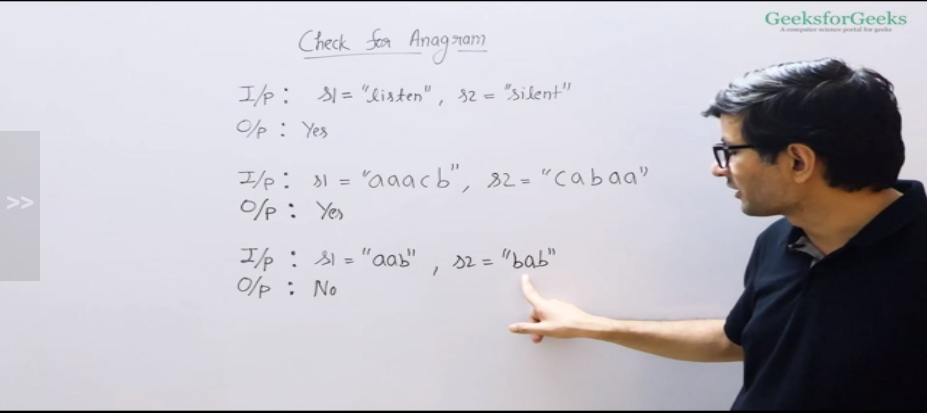 GeeksforGeeks
A computer science portal for geeks
Check for Anagram
I/p : s1 = "listen" , s2 = "silent"
O/p : Yes
I/p : s1 = "aaacb" , s2 = "cabaa"
O/p : Yes
I/p : s1 = "aab" , s2 = "bab"
O/p : No
>>